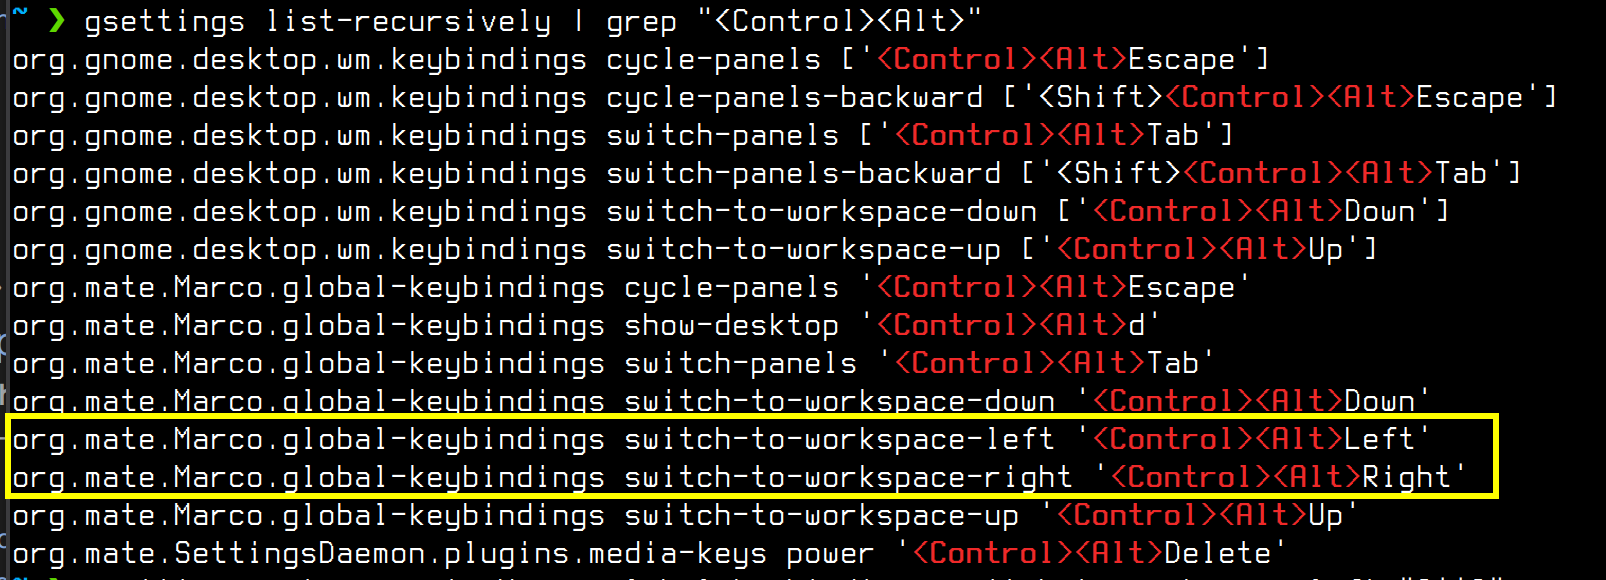 ~ ❯ gsettings list-recursively | grep "<Control><Alt>"
org.gnome.desktop.wm.keybindings cycle-panels ['<Control><Alt>Escape']
org.gnome.desktop.wm.keybindings cycle-panels-backward ['<Shift><Control><Alt>Escape']
org.gnome.desktop.wm.keybindings switch-panels ['<Control><Alt>Tab']
org.gnome.desktop.wm.keybindings switch-panels-backward ['<Shift><Control><Alt>Tab']
org.gnome.desktop.wm.keybindings switch-to-workspace-down ['<Control><Alt>Down']
org.gnome.desktop.wm.keybindings switch-to-workspace-up ['<Control><Alt>Up']
org.mate.Marco.global-keybindings cycle-panels '<Control><Alt>Escape'
org.mate.Marco.global-keybindings show-desktop '<Control><Alt>d'
org.mate.Marco.global-keybindings switch-panels '<Control><Alt>Tab'
org.mate.Marco.global-keybindings switch-to-workspace-down '<Control><Alt>Down'
org.mate.Marco.global-keybindings switch-to-workspace-left '<Control><Alt>Left'
org.mate.Marco.global-keybindings switch-to-workspace-right '<Control><Alt>Right'
org.mate.Marco.global-keybindings switch-to-workspace-up '<Control><Alt>Up'
org.mate.SettingsDaemon.plugins.media-keys power '<Control><Alt>Delete'